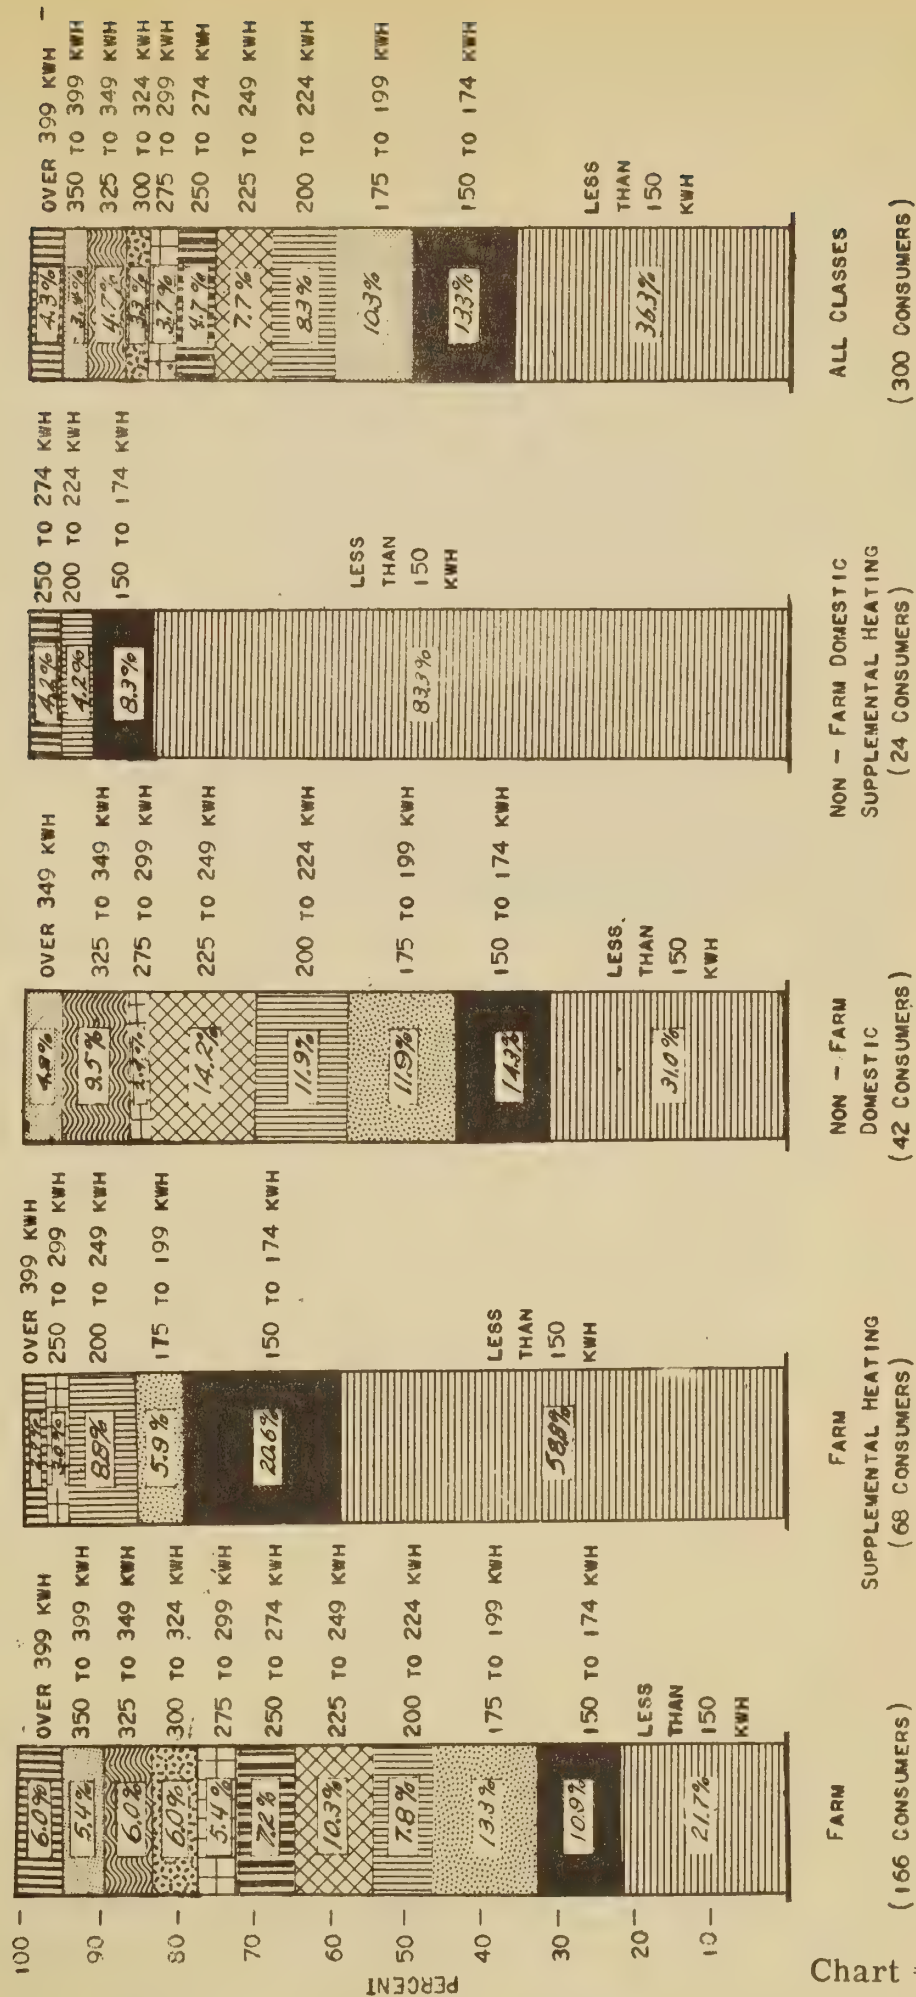 PERCENT
100
90
80
70
60
50
40
30
20
10
OVER 399 KWH
350 TO 399 KWH
325 TO 349 KWH
300 TO 324 KWH
275 TO 299 KWH
250 TO 274 KWH
225 TO 249 KWH
200 TO 224 KWH
175 TO 199 KWH
150 TO 174 KWH
LESS
THAN
150
KWH
6.0%
5.4%
6.0%
6.0%
5.4%
7.2%
10.3%
7.8%
13.3%
10.9%
21.7%
FARM
(166 CONSUMERS)
OVER 399 KWH
250 TO 299 KWH
200 TO 249 KWH
175 TO 199 KWH
150 TO 174 KWH
LESS
THAN
150
KWH
3.0%
8.8%
5.9%
20.6%
58.8%
FARM
SUPPLEMENTAL HEATING
(68 CONSUMERS)
OVER 349 KWH
325 TO 349 KWH
275 TO 299 KWH
225 TO 249 KWH
200 TO 224 KWH
175 TO 199 KWH
150 TO 174 KWH
LESS.
THAN
150
KWH
4.8%
9.5%
14.2%
11.9%
11.9%
14.3%
31.0%
NON - FARM
DOMESTIC
(42 CONSUMERS)
250 TO 274 KWH
200 TO 224 KWH
150 TO 174 KWH
LESS
THAN
150
KWH
4.2%
4.2%
8.3%
83.3%
NON - FARM DOMESTIC
SUPPLEMENTAL HEATING
(24 CONSUMERS)
OVER 399 KWH
350 TO 399 KWH
325 TO 349 KWH
300 TO 324 KWH
275 TO 299 KWH
250 TO 274 KWH
225 TO 249 KWH
200 TO 224 KWH
175 TO 199 KWH
150 TO 174 KWH
LESS
THAN
150
KWH
4.3%
4.7%
3.3%
3.7%
4.7%
7.7%
8.3%
10.3%
13.3%
36.3%
ALL CLASSES
(300 CONSUMERS)
Chart